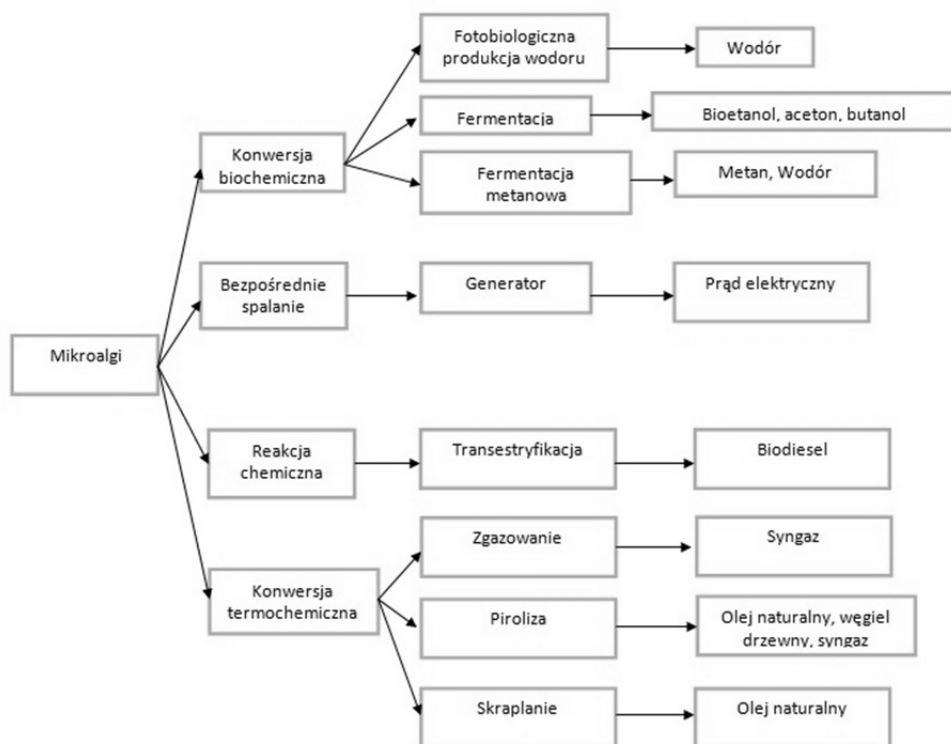 Fotobiologiczna
produkcja wodoru
Wodór
Fermentacja
Bioetanol, aceton, butanol
Konwersja
biochemiczna
Fermentacja
metanowa
Metan, Wodór
Bezpośrednie
spalanie
Generator
Prąd elektryczny
Mikroalgi
Reakcja
chemiczna
Transestryfikacja
Biodiesel
Zgazowanie
Syngaz
Konwersja
termochemiczna
Piroliza
Olej naturalny, węgiel
drzewny, syngaz
Skraplanie
Olej naturalny